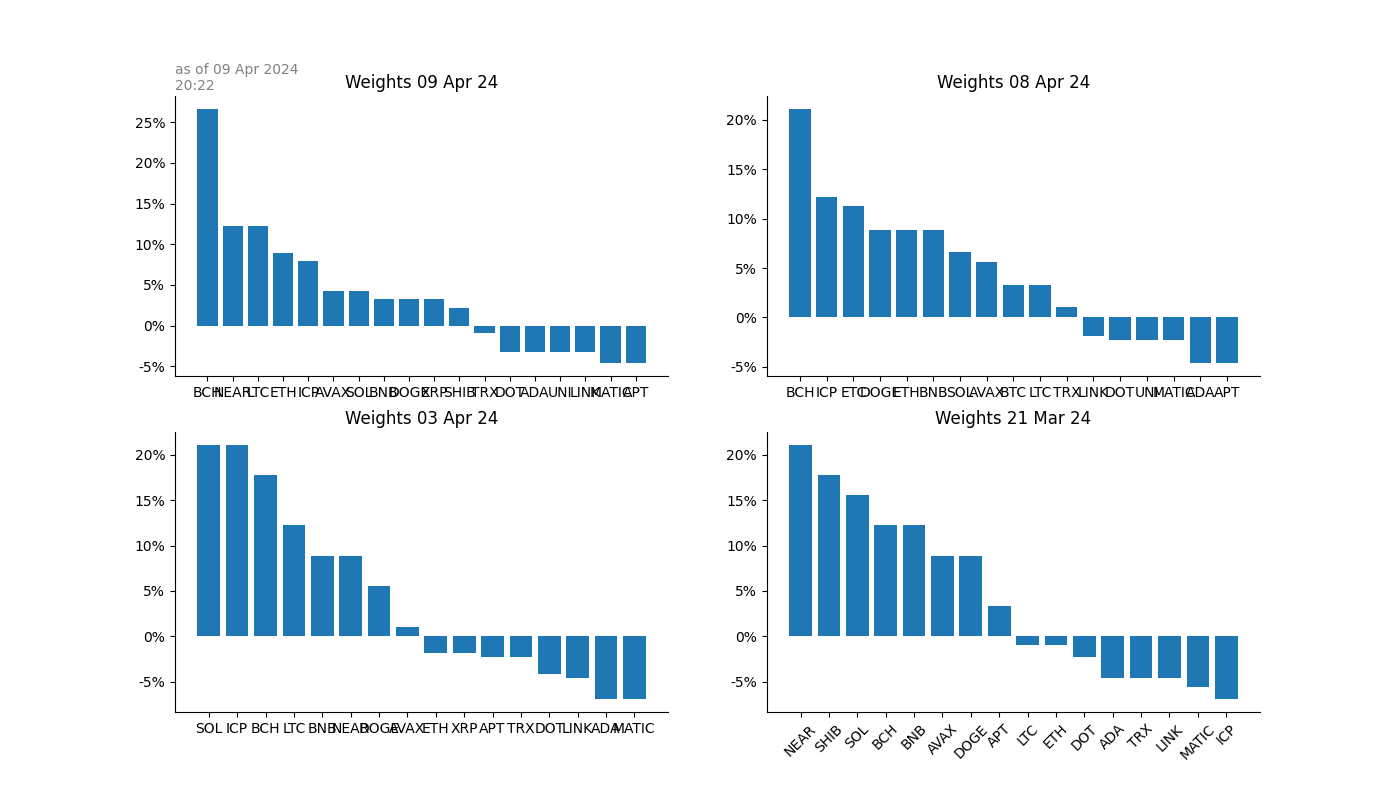 as of 09 Apr 2024
20:22
Weights 09 Apr 24
25%
20%
15%
10%
5%
0%
-5%
BCH NEAR LTC ETH ICP AVAX SOL BNB DOGE XRP SHIB TRX DOT ADA UNI LINK MATIC APT
Weights 08 Apr 24
20%
15%
10%
5%
0%
-5%
BCH ICP ETC DOGE ETH BNB SOL AVAX BTC LTC TRX LINK DOT UNI MATIC ADA APT
Weights 03 Apr 24
20%
15%
10%
5%
0%
-5%
SOL ICP BCH LTC BNB NEAR DOGE AVAX ETH XRP APT TRX DOT LINK ADA MATIC
Weights 21 Mar 24
20%
15%
10%
5%
0%
-5%
NEAR SHIB SOL BCH BNB AVAX DOGE APT LTC ETH DOT ADA TRX LINK MATIC ICP